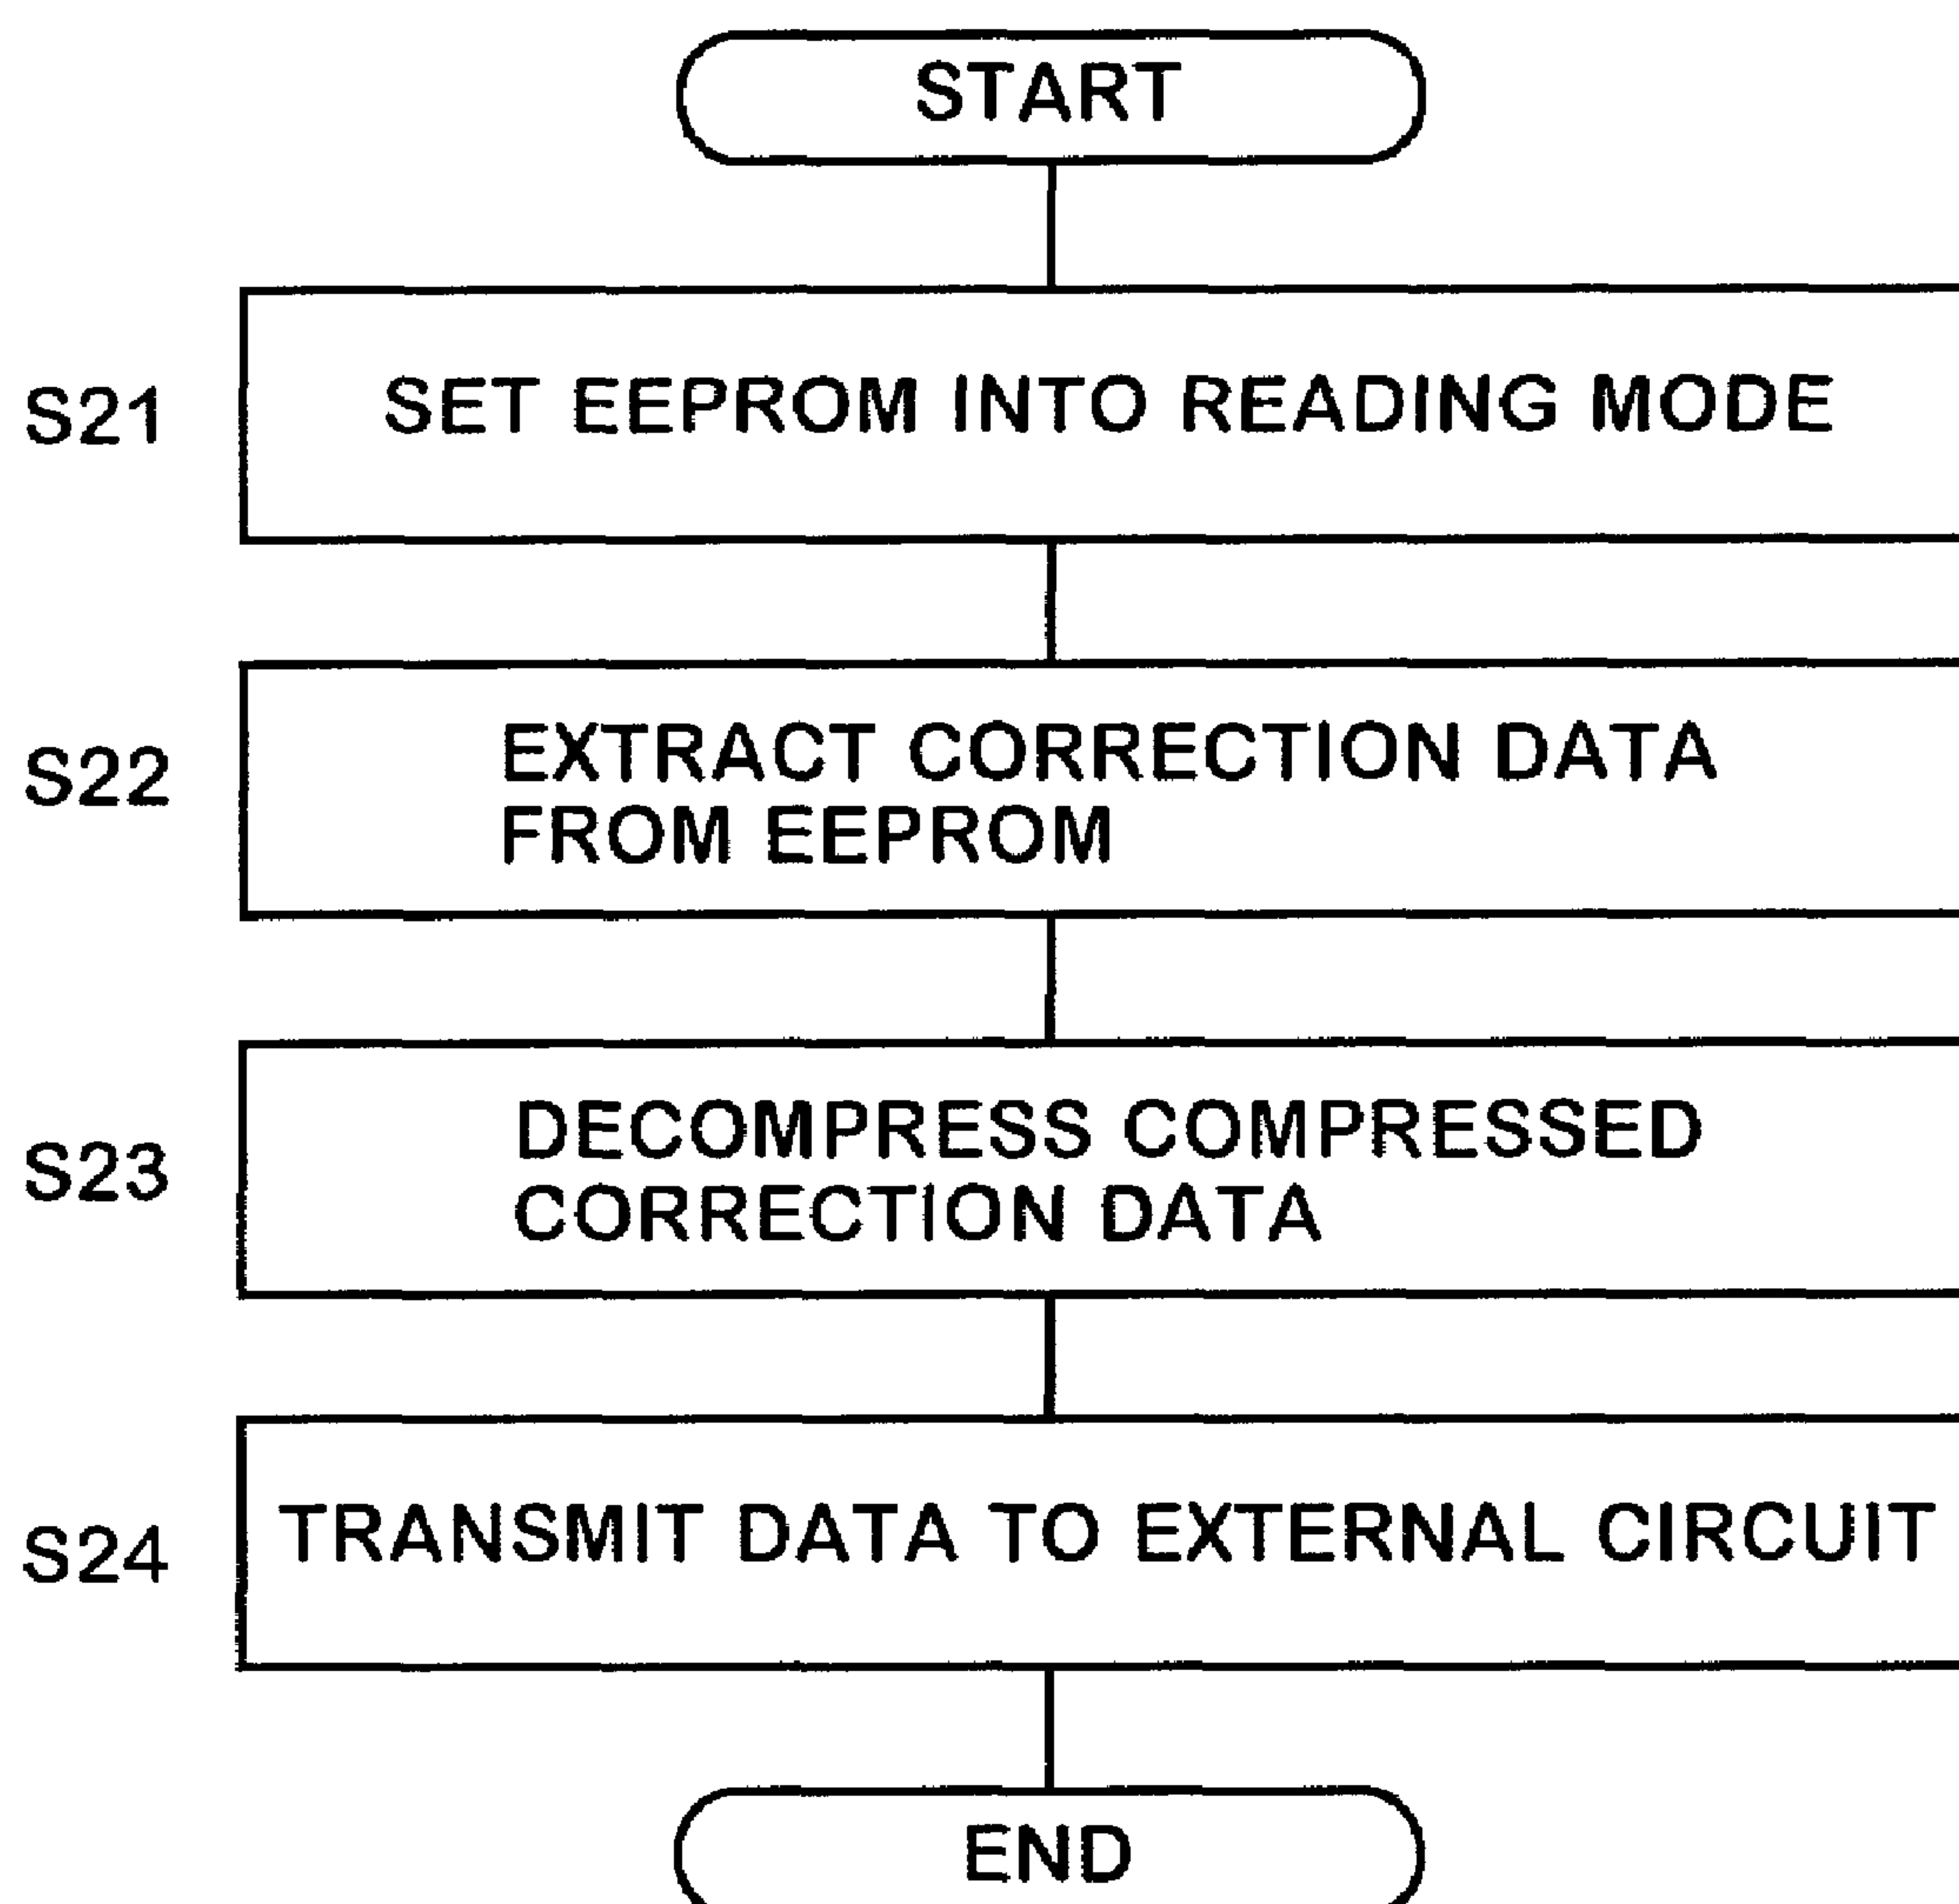 START
S21
SET EEPROM INTO READING MODE
S22
EXTRACT CORRECTION DATA
FROM EEPROM
S23
DECOMPRESS COMPRESSED
CORRECTION DATA
S24
TRANSMIT DATA TO EXTERNAL CIRCUIT
END